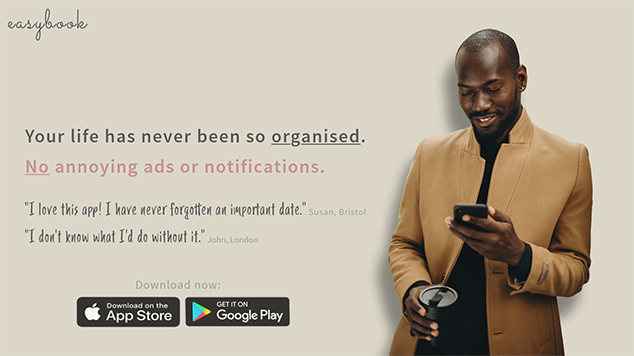 easybook
Your life has never been so organised.
No annoying ads or notifications.
"I love this app! I have never forgotten an important date." Susan, Bristol
"I don't know what I'd do without it." John, London
Download now:
Download on the
App Store
GET IT ON
Google Play